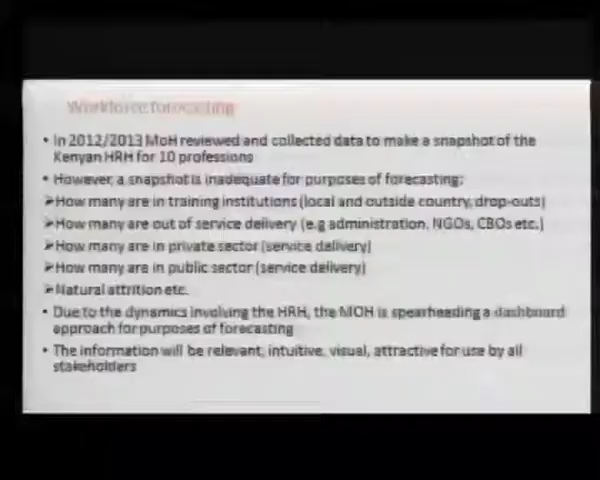 Workforce forecasting
• In 2012/2013 MoH reviewed and collected data to make a snapshot of the
Kenyan HRH for 10 professions
• However, a snapshot is inadequate for purposes of forecasting:
➤How many are in training institutions (local and outside country, drop-outs)
➤How many are out of service delivery (e.g administration, NGOs, CBOs etc.)
➤How many are in private sector (service delivery)
➤How many are in public sector (service delivery)
➤Natural attrition etc.
• Due to the dynamics involving the HRH, the MOH is spearheading a dashboard
approach for purposes of forecasting
• The information will be relevant, intuitive, visual, attractive for use by all
stakeholders